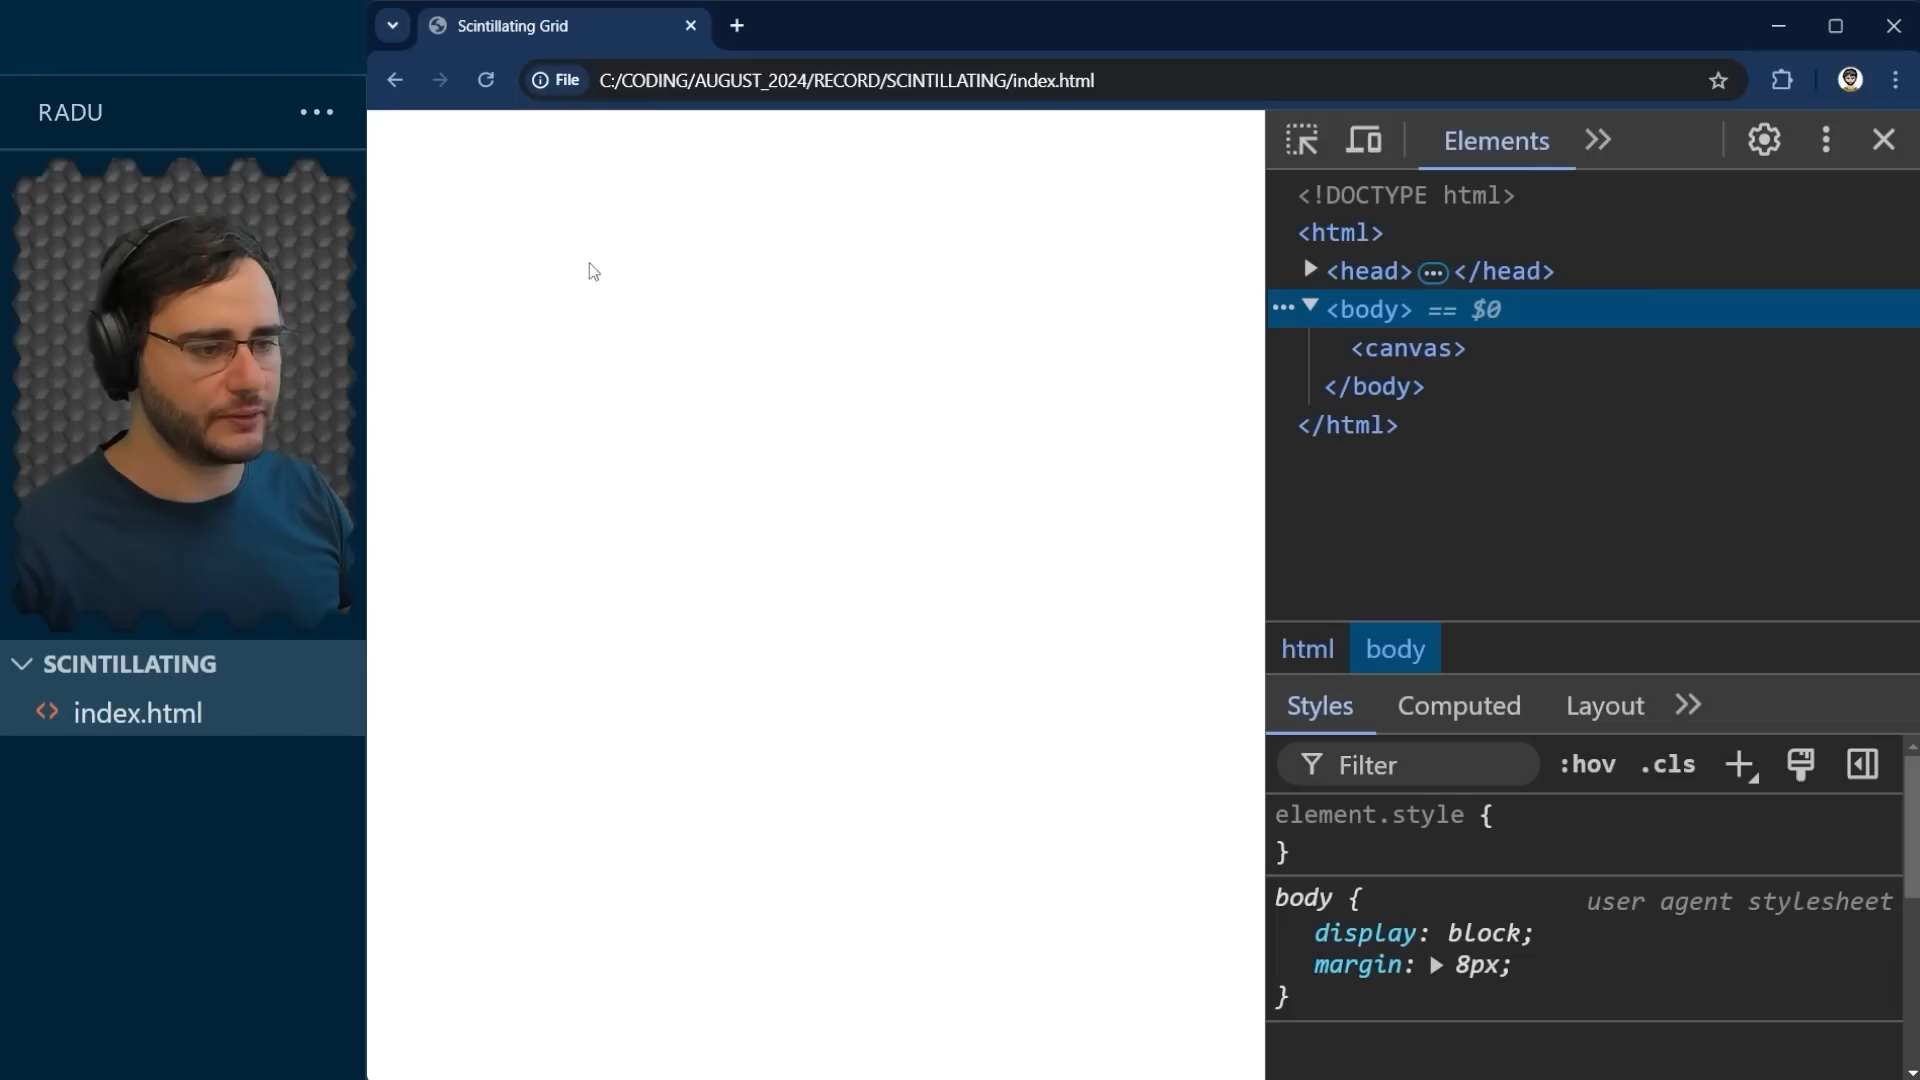 Scintillating Grid
File C:/CODING/AUGUST_2024/RECORD/SCINTILLATING/index.html
RADU
SCINTILLATING
index.html
Elements
<!DOCTYPE html>
<html>
<head> </head>
<body> == $0
<canvas>
</body>
</html>
html body
Styles Computed Layout
Filter :hov .cls
element.style {
}
body { user agent stylesheet
display: block;
margin: 8px;
}